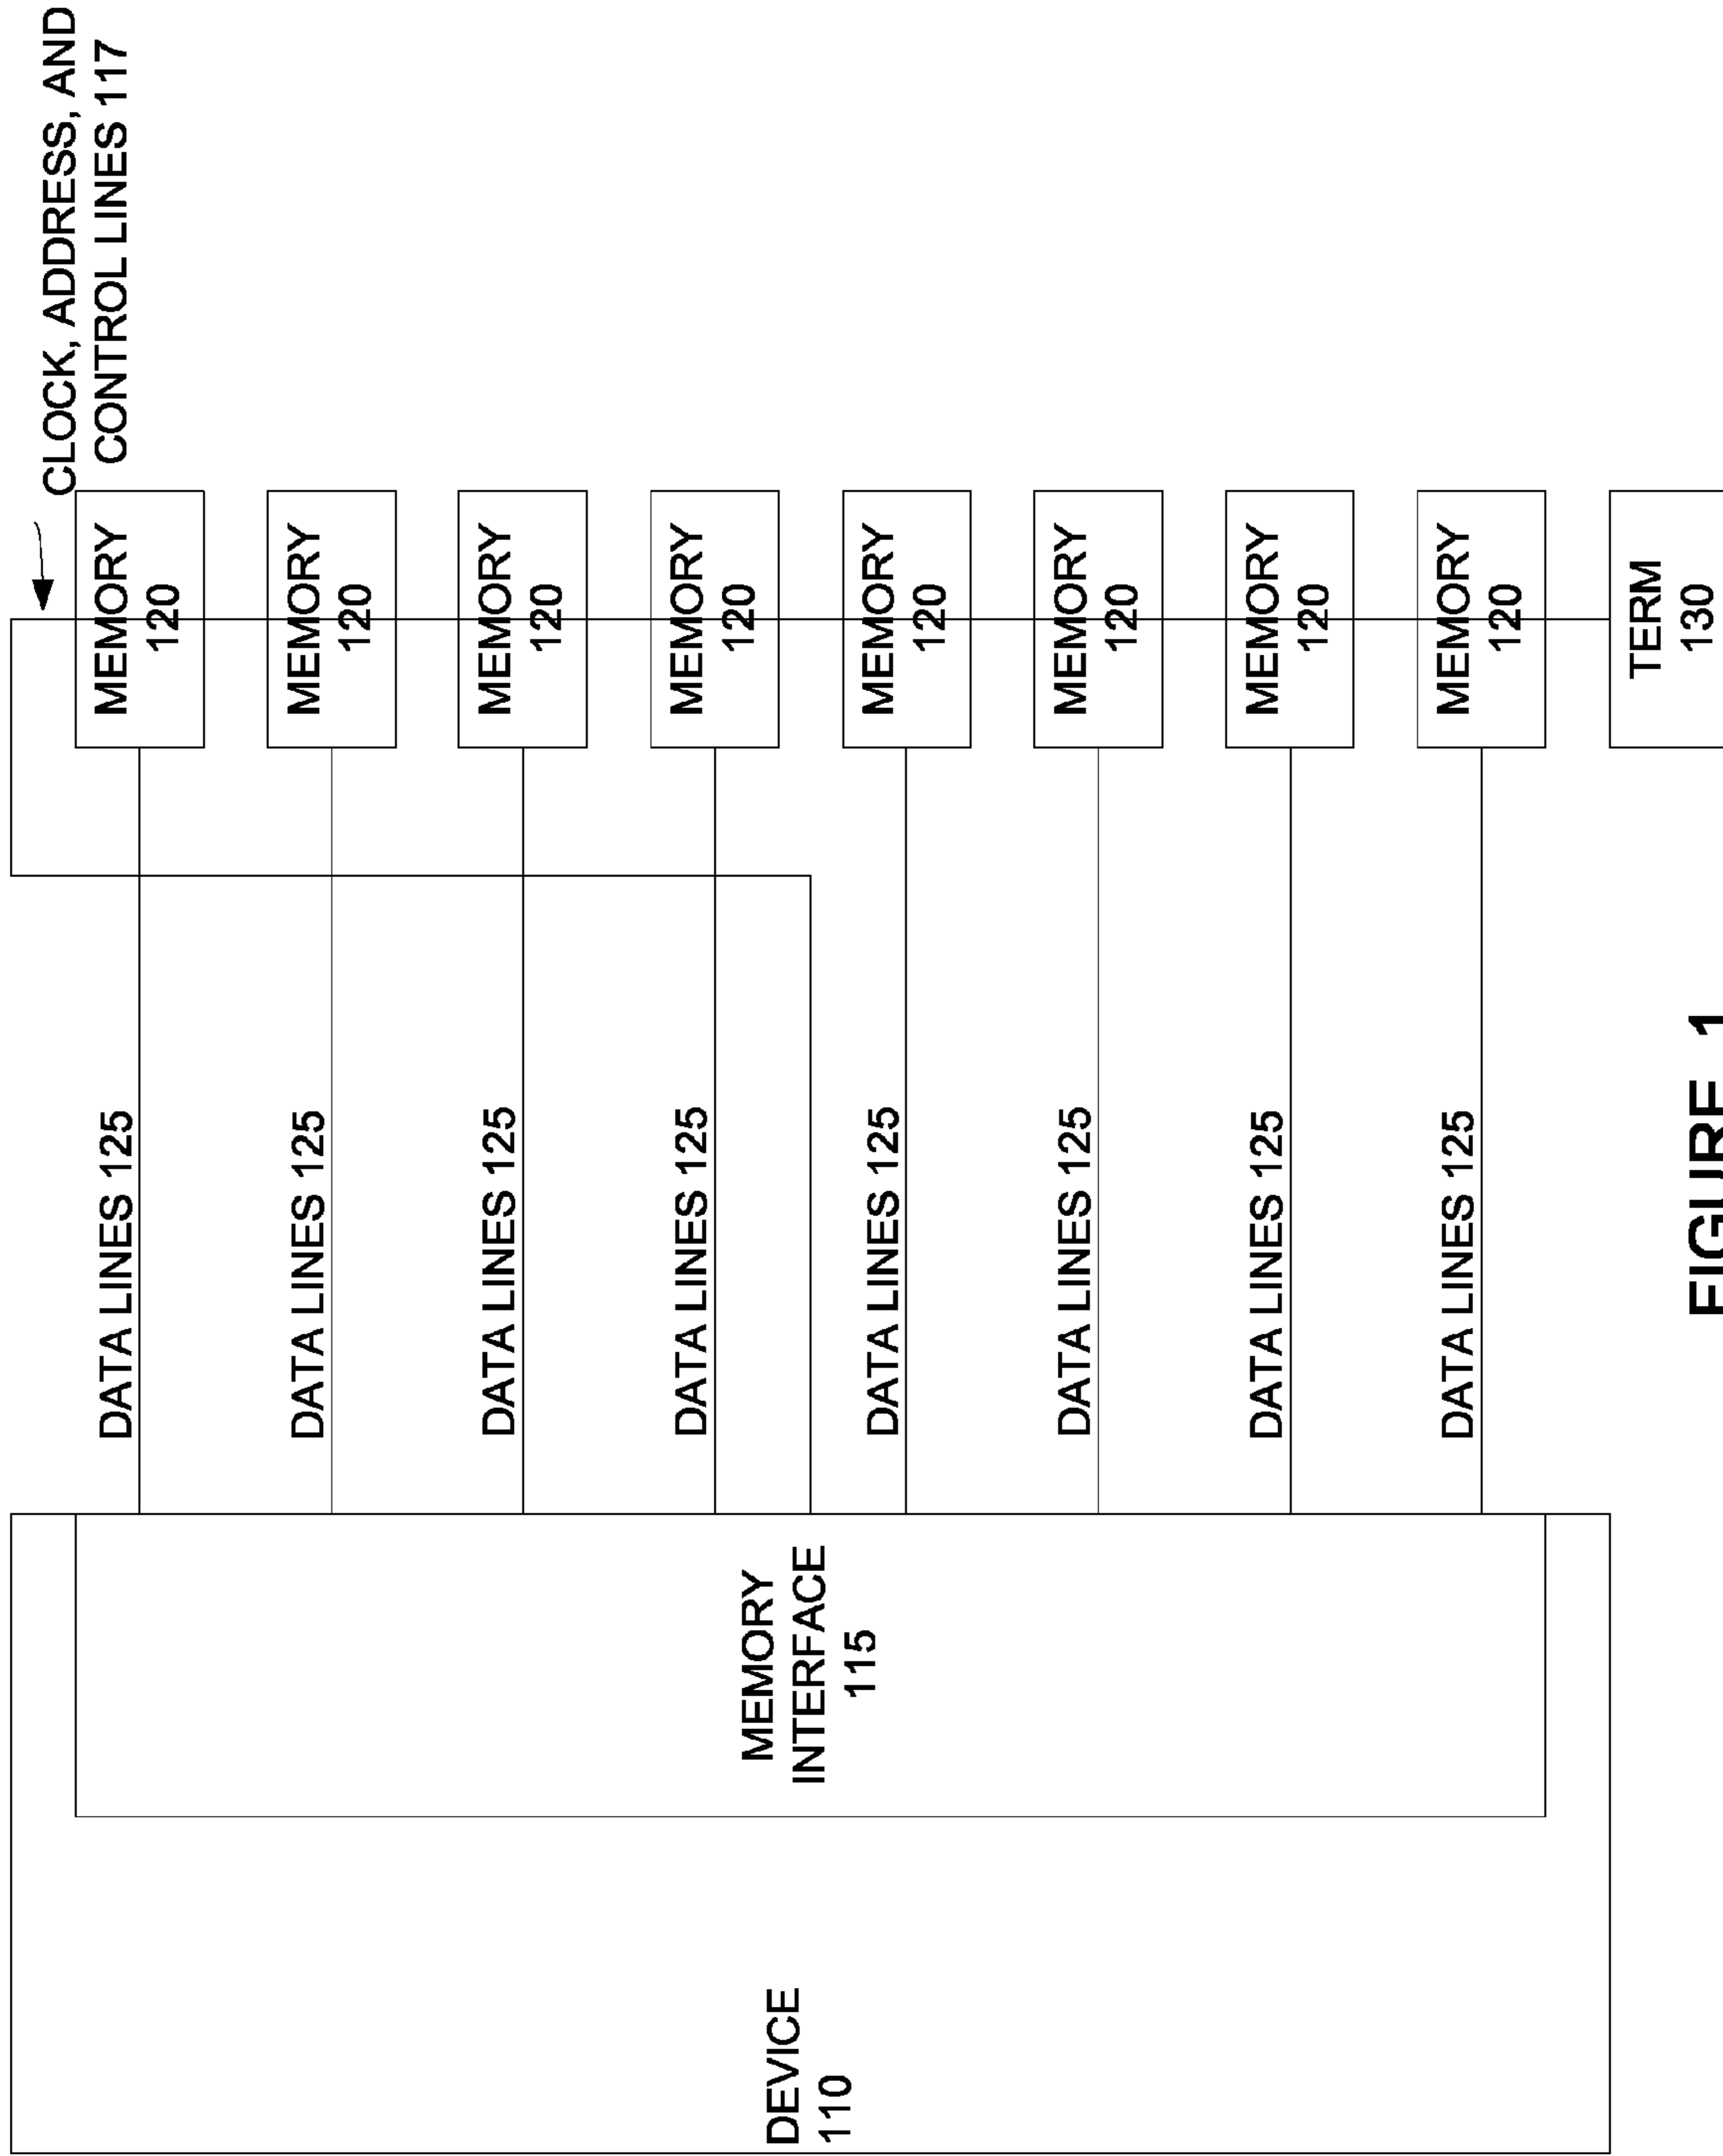 CLOCK, ADDRESS, AND
CONTROL LINES 117
DEVICE
110
MEMORY
INTERFACE
115
DATA LINES 125
MEMORY
120
DATA LINES 125
MEMORY
120
DATA LINES 125
MEMORY
120
DATA LINES 125
MEMORY
120
DATA LINES 125
MEMORY
120
DATA LINES 125
MEMORY
120
DATA LINES 125
MEMORY
120
DATA LINES 125
MEMORY
120
TERM
130
FIGURE 1